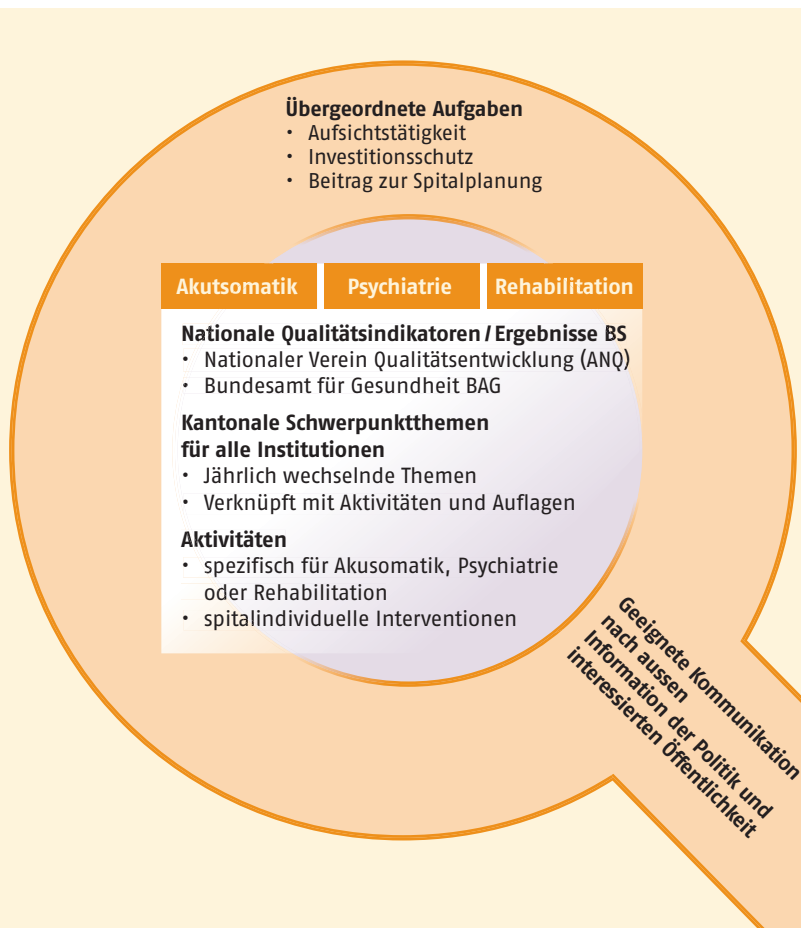 Übergeordnete Aufgaben
• Aufsichtstätigkeit
• Investitionsschutz
• Beitrag zur Spitalplanung
Akutsomatik Psychiatrie Rehabilitation
Nationale Qualitätsindikatoren / Ergebnisse BS
• Nationaler Verein Qualitätsentwicklung (ANQ)
• Bundesamt für Gesundheit BAG
Kantonale Schwerpunktthemen
für alle Institutionen
• Jährlich wechselnde Themen
• Verknüpft mit Aktivitäten und Auflagen
Aktivitäten
• spezifisch für Akusomatik, Psychiatrie
oder Rehabilitation
• spitalindividuelle Interventionen
Geeignete Kommunikation
nach aussen
Information der Politik und
interessierten Öffentlichkeit